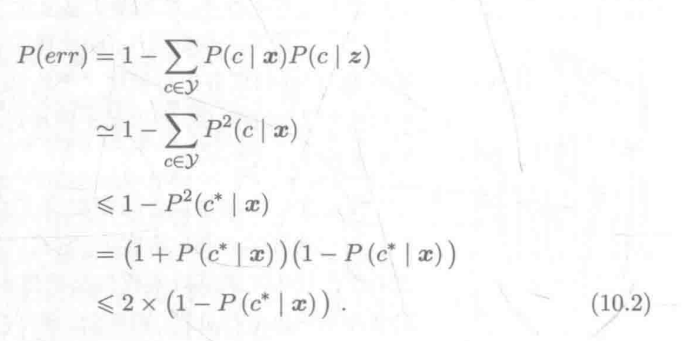 P(err) = 1 − ∑_{c∈𝒴} P(c | x)P(c | z)
≃ 1 − ∑_{c∈𝒴} P²(c | x)
⩽ 1 − P²(c* | x)
= (1 + P(c* | x))(1 − P(c* | x))
⩽ 2 × (1 − P(c* | x)) . (10.2)